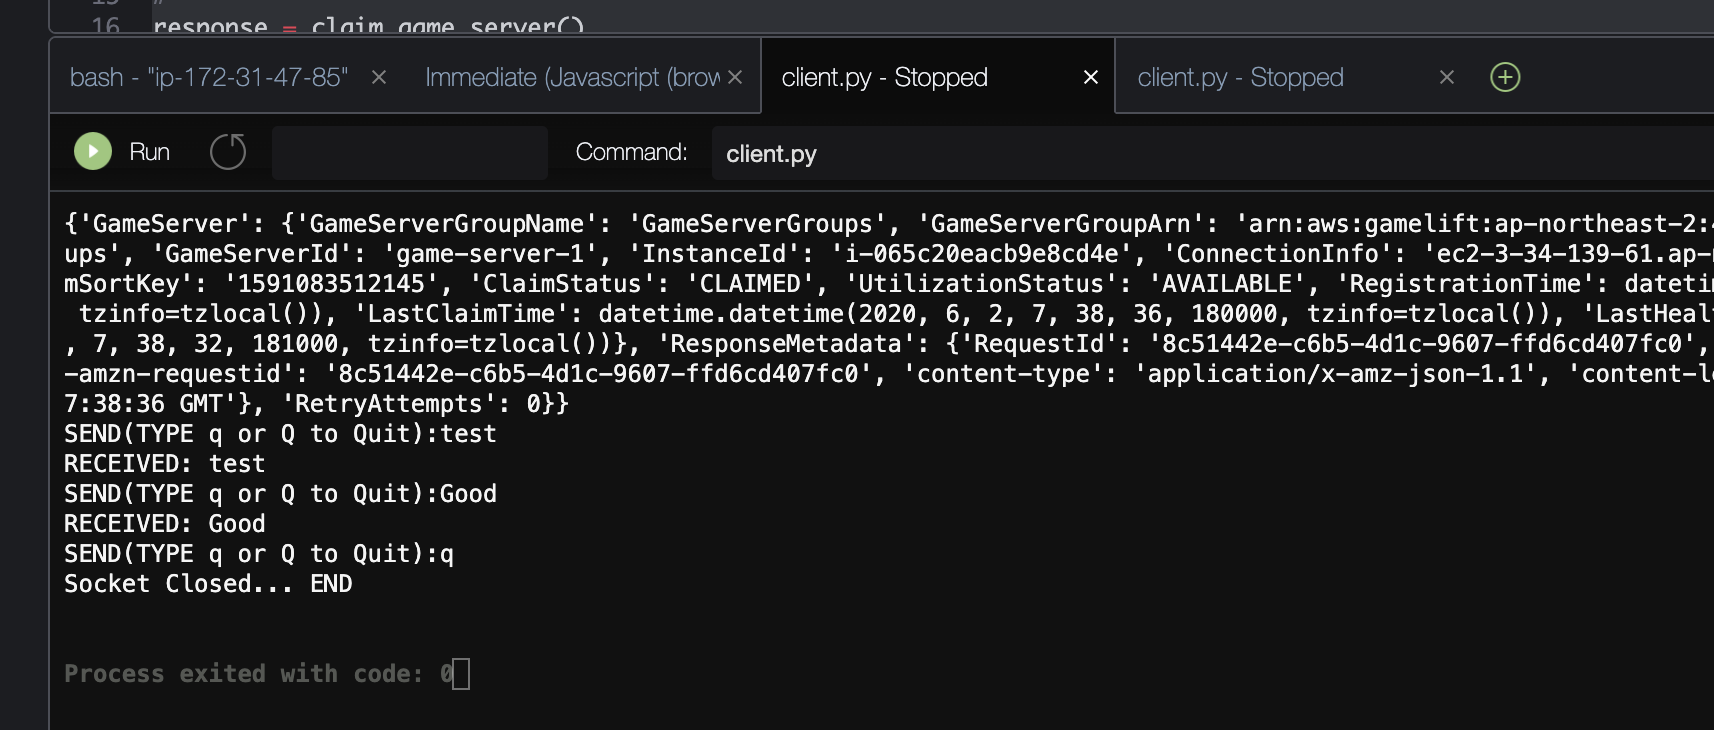 16 response = claim_game_server()
bash - "ip-172-31-47-85" × Immediate (Javascript (brow × client.py - Stopped × client.py - Stopped ×
Run Command: client.py
{'GameServer': {'GameServerGroupName': 'GameServerGroups', 'GameServerGroupArn': 'arn:aws:gamelift:ap-northeast-2:4
ups', 'GameServerId': 'game-server-1', 'InstanceId': 'i-065c20eacb9e8cd4e', 'ConnectionInfo': 'ec2-3-34-139-61.ap-n
mSortKey': '1591083512145', 'ClaimStatus': 'CLAIMED', 'UtilizationStatus': 'AVAILABLE', 'RegistrationTime': datetim
tzinfo=tzlocal()), 'LastClaimTime': datetime.datetime(2020, 6, 2, 7, 38, 36, 180000, tzinfo=tzlocal()), 'LastHealt
, 7, 38, 32, 181000, tzinfo=tzlocal())}, 'ResponseMetadata': {'RequestId': '8c51442e-c6b5-4d1c-9607-ffd6cd407fc0',
-amzn-requestid': '8c51442e-c6b5-4d1c-9607-ffd6cd407fc0', 'content-type': 'application/x-amz-json-1.1', 'content-le
7:38:36 GMT'}, 'RetryAttempts': 0}}
SEND(TYPE q or Q to Quit):test
RECEIVED: test
SEND(TYPE q or Q to Quit):Good
RECEIVED: Good
SEND(TYPE q or Q to Quit):q
Socket Closed... END
Process exited with code: 0